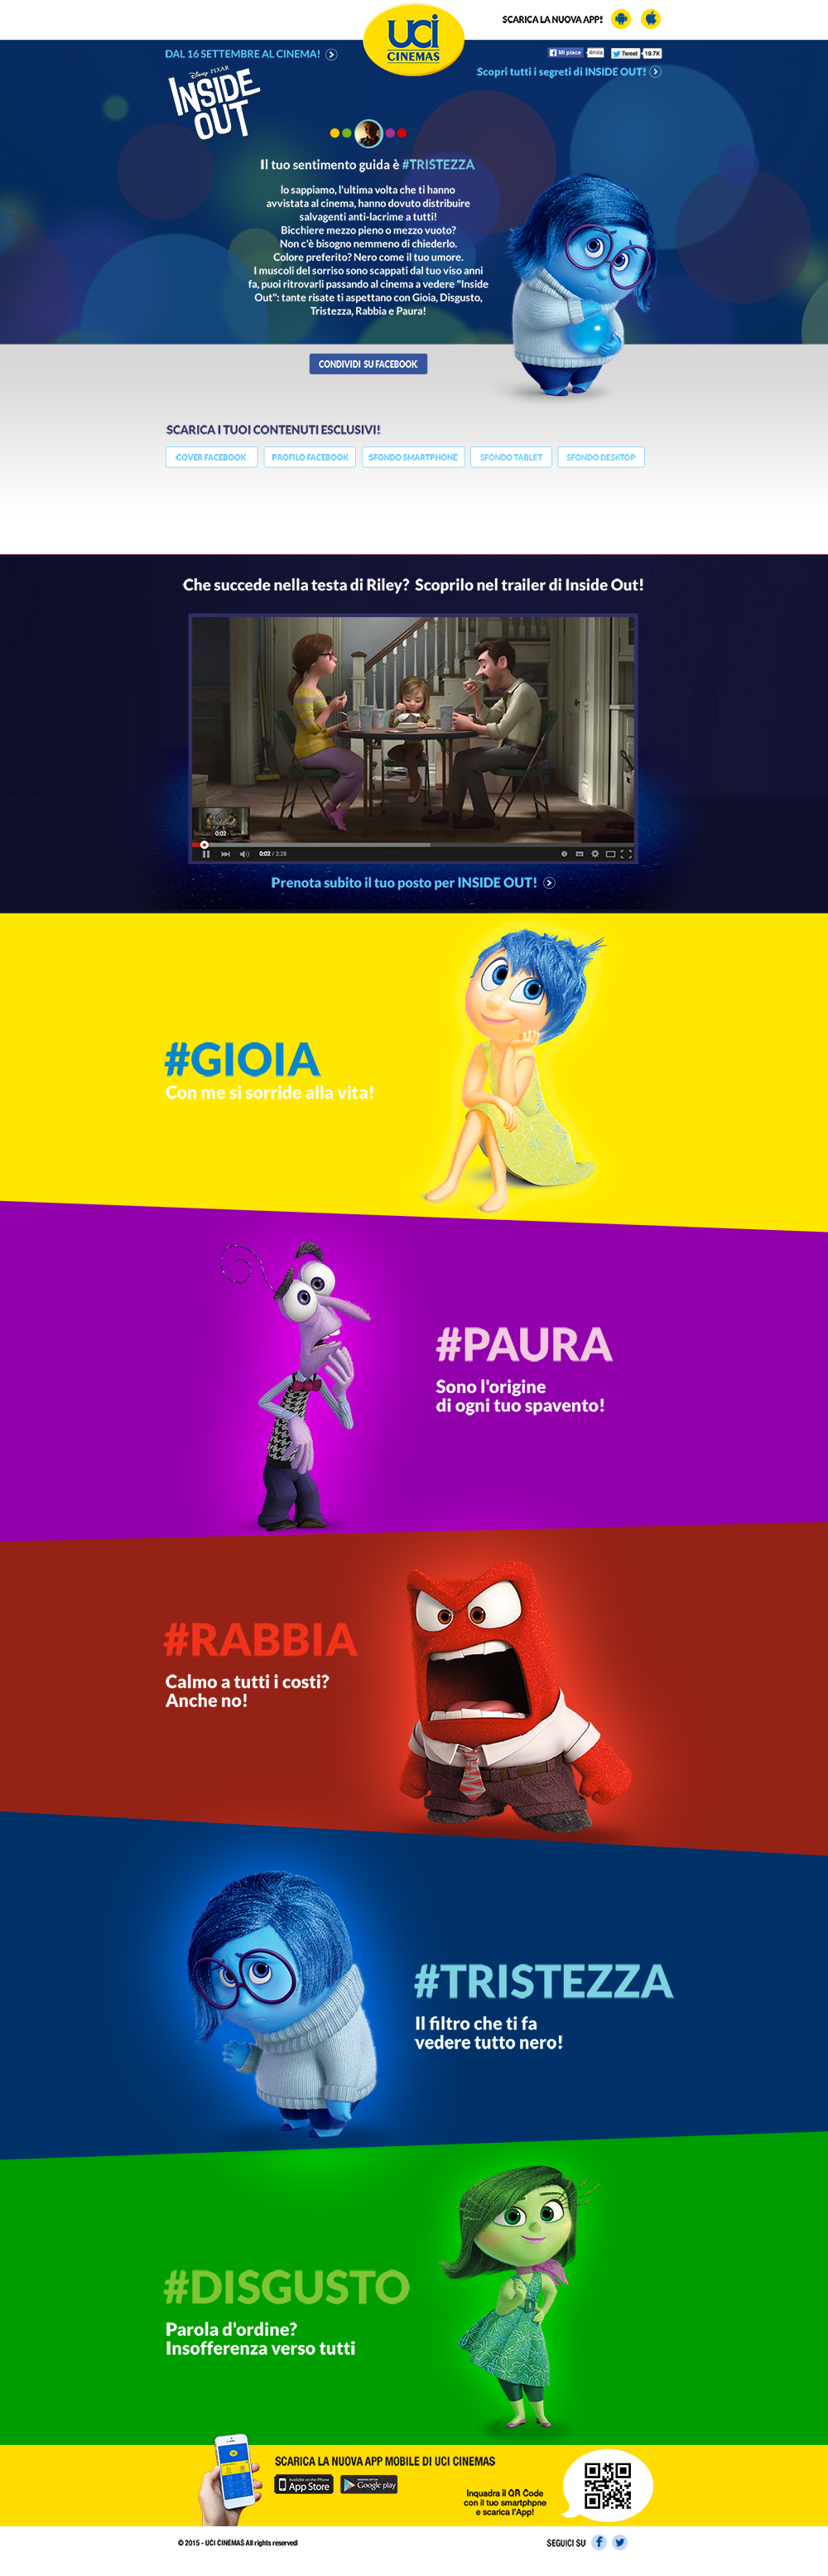 SCARICA LA NUOVA APP!
UCI
CINEMAS
DAL 16 SETTEMBRE AL CINEMA!
Mi piace 4mila Tweet 19.7K
Scopri tutti i segreti di INSIDE OUT!
Disney PIXAR
INSIDE
OUT
Il tuo sentimento guida è #TRISTEZZA
lo sappiamo, l'ultima volta che ti hanno
avvistata al cinema, hanno dovuto distribuire
salvagenti anti-lacrime a tutti!
Bicchiere mezzo pieno o mezzo vuoto?
Non c'è bisogno nemmeno di chiederlo.
Colore preferito? Nero come il tuo umore.
I muscoli del sorriso sono scappati dal tuo viso anni
fa, puoi ritrovarli passando al cinema a vedere "Inside
Out": tante risate ti aspettano con Gioia, Disgusto,
Tristezza, Rabbia e Paura!
CONDIVIDI SU FACEBOOK
SCARICA I TUOI CONTENUTI ESCLUSIVI!
COVER FACEBOOK
PROFILO FACEBOOK
SFONDO SMARTPHONE
SFONDO TABLET
SFONDO DESKTOP
Che succede nella testa di Riley? Scoprilo nel trailer di Inside Out!
0:02
0:02 / 2:28
Prenota subito il tuo posto per INSIDE OUT!
#GIOIA
Con me si sorride alla vita!
#PAURA
Sono l'origine
di ogni tuo spavento!
#RABBIA
Calmo a tutti i costi?
Anche no!
#TRISTEZZA
Il filtro che ti fa
vedere tutto nero!
#DISGUSTO
Parola d'ordine?
Insofferenza verso tutti
SCARICA LA NUOVA APP MOBILE DI UCI CINEMAS
Available on the iPhone
App Store
Google play
Inquadra il QR Code
con il tuo smartphpne
e scarica l'App!
© 2015 - UCI CINEMAS All rights reserved
SEGUICI SU